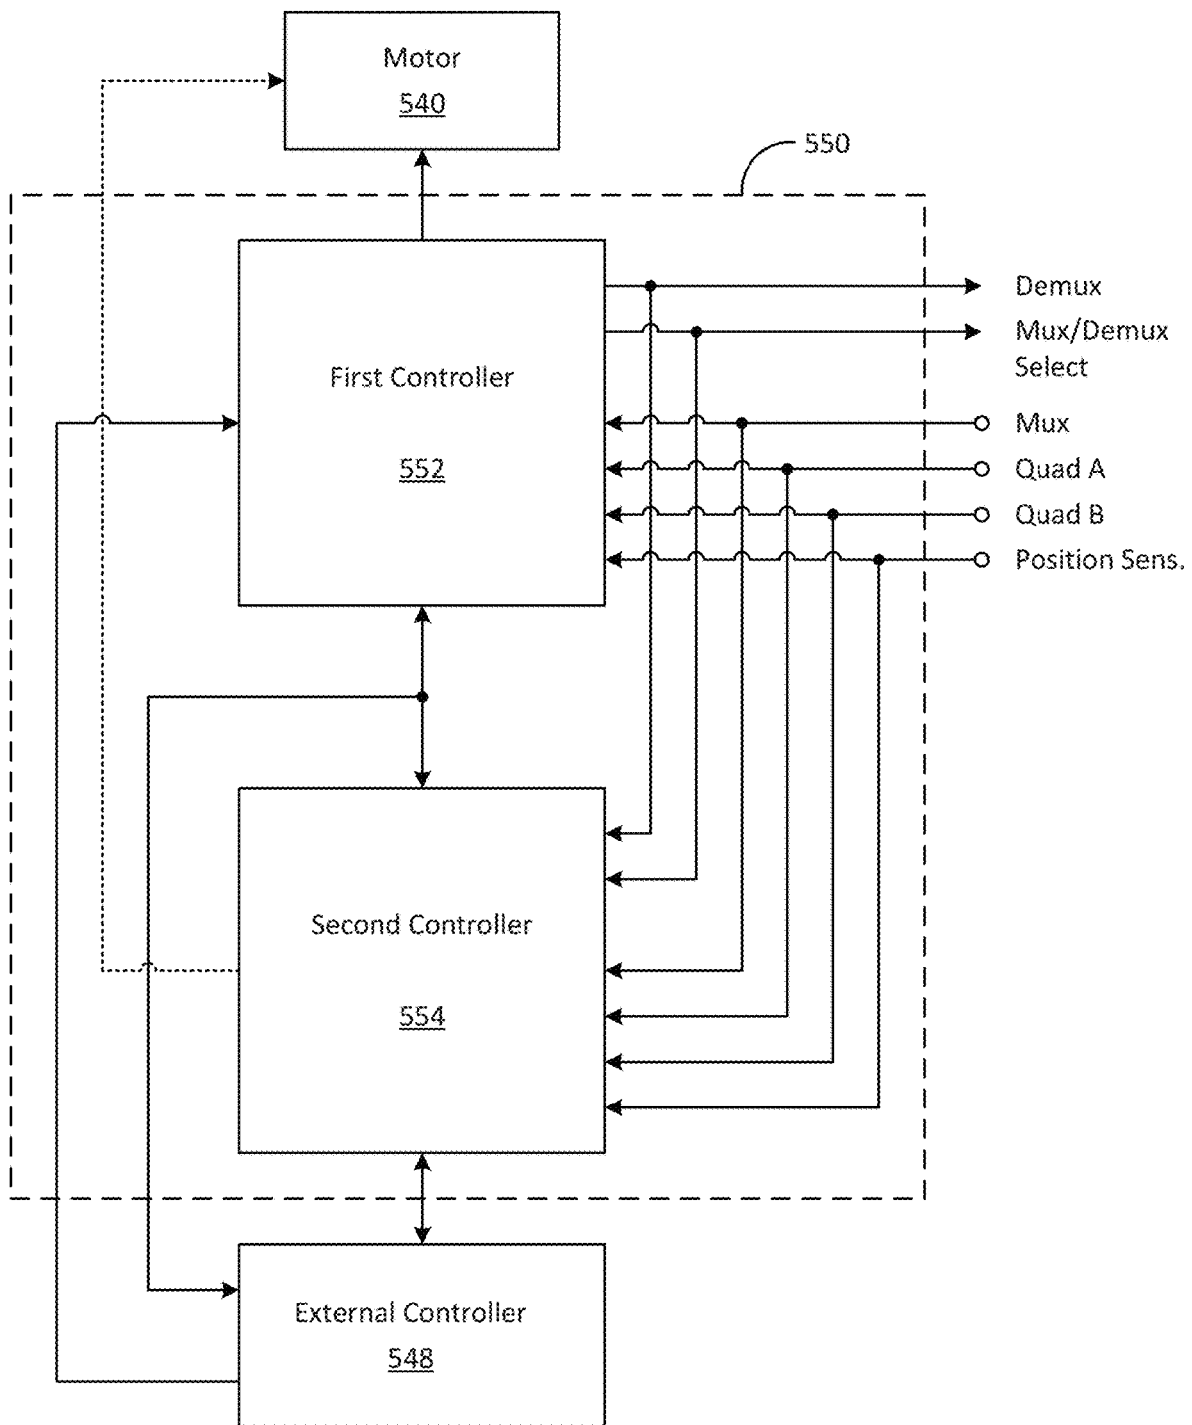 Motor
540
550
Demux
Mux/Demux
Select
First Controller
552
Mux
Quad A
Quad B
Position Sens.
Second Controller
554
External Controller
548